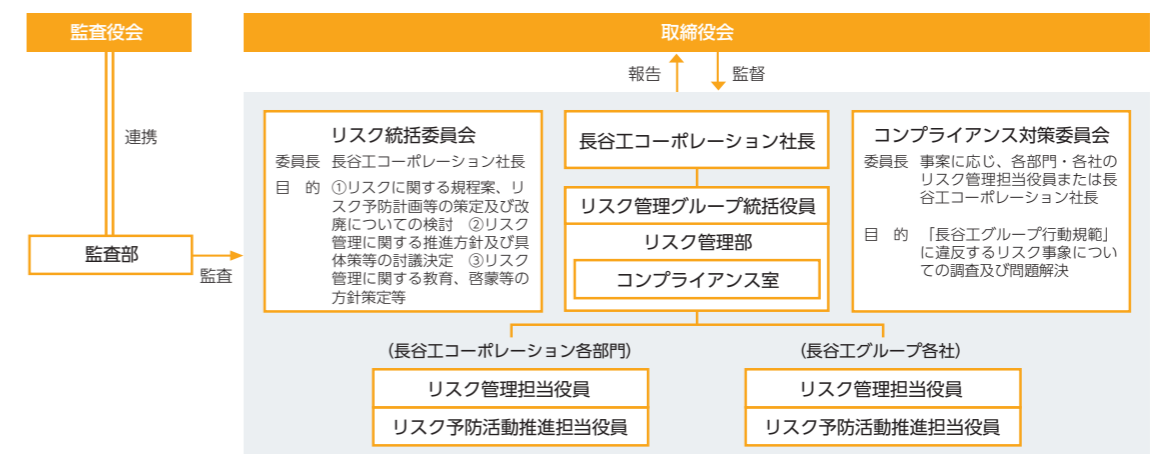 監査役会
取締役会
報告
監督
連携
リスク統括委員会
委員長 長谷工コーポレーション社長
目 的 ①リスクに関する規程案、リ
スク予防計画等の策定及び改
廃についての検討 ②リスク
管理に関する推進方針及び具
体策等の討議決定 ③リスク
管理に関する教育、啓蒙等の
方針策定等
長谷工コーポレーション社長
リスク管理グループ統括役員
リスク管理部
コンプライアンス室
コンプライアンス対策委員会
委員長 事案に応じ、各部門・各社の
リスク管理担当役員または長
谷工コーポレーション社長
目 的 「長谷工グループ行動規範」
に違反するリスク事象につい
ての調査及び問題解決
監査部
監査
(長谷工コーポレーション各部門)
リスク管理担当役員
リスク予防活動推進担当役員
(長谷工グループ各社)
リスク管理担当役員
リスク予防活動推進担当役員